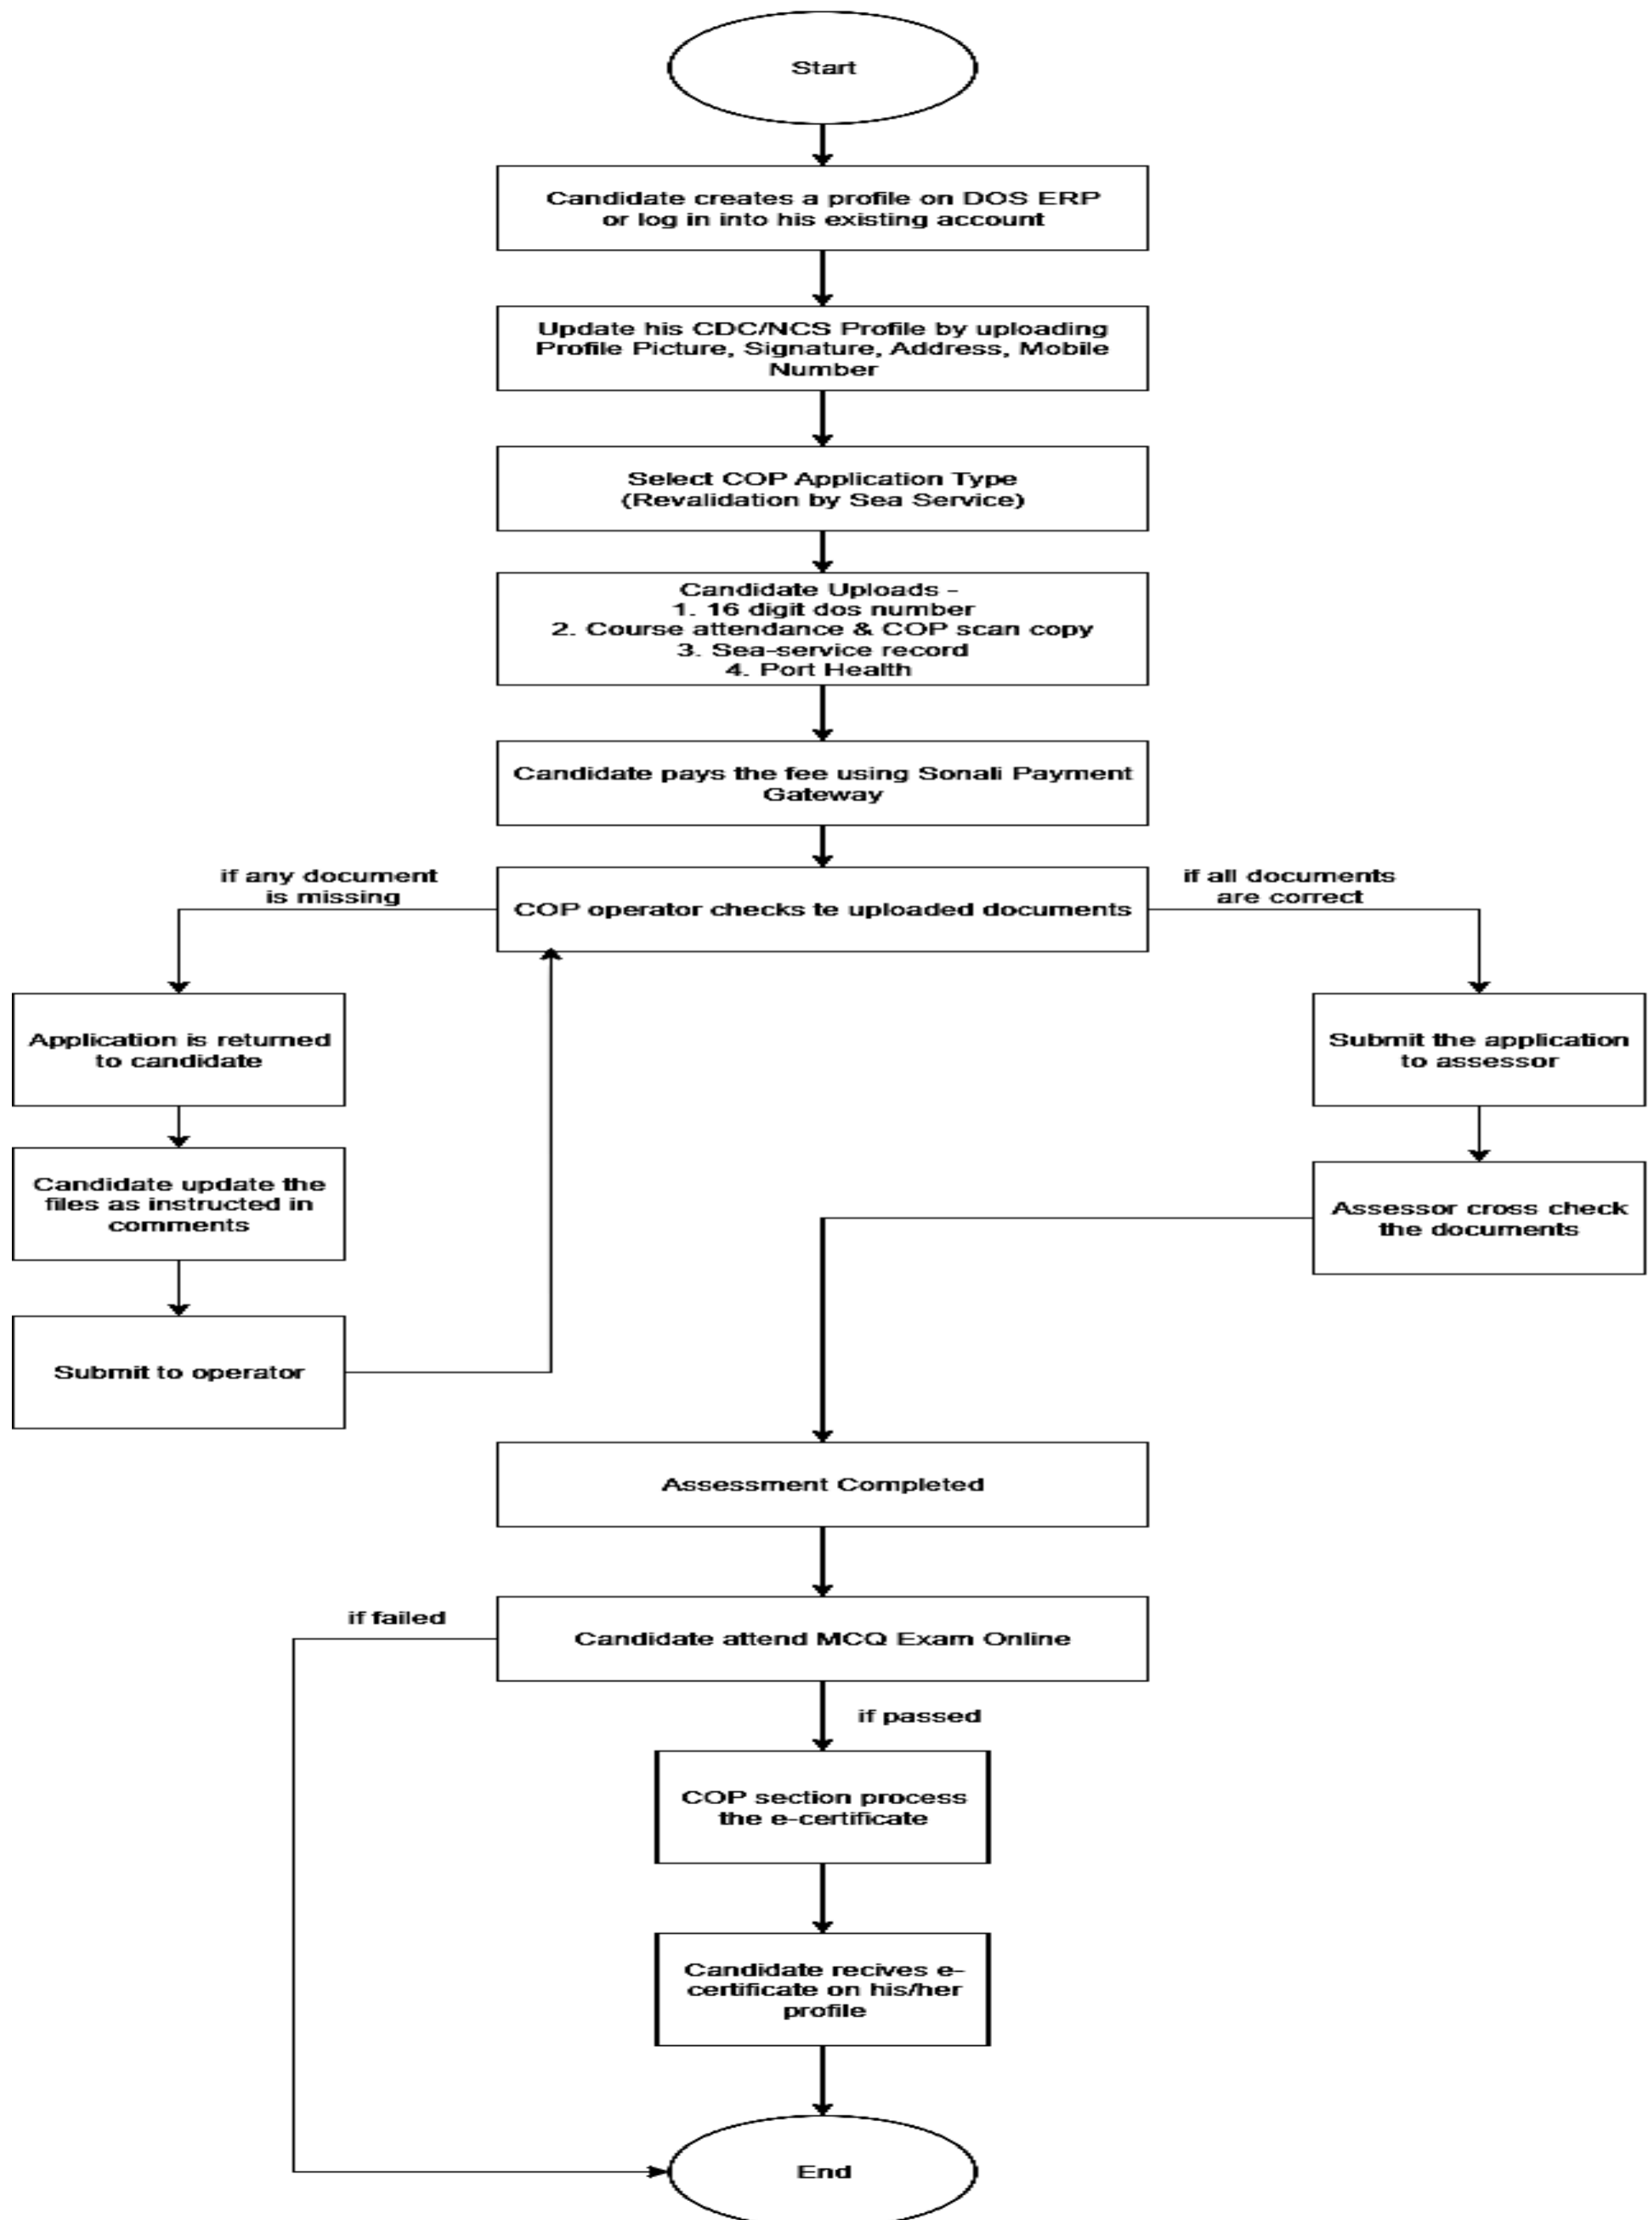 Start
Candidate creates a profile on DOS ERP
or log in into his existing account
Update his CDC/NCS Profile by uploading
Profile Picture, Signature, Address, Mobile
Number
Select COP Application Type
(Revalidation by Sea Service)
Candidate Uploads -
1. 16 digit dos number
2. Course attendance & COP scan copy
3. Sea-service record
4. Port Health
Candidate pays the fee using Sonali Payment
Gateway
if any document
is missing
COP operator checks te uploaded documents
if all documents
are correct
Application is returned
to candidate
Submit the application
to assessor
Candidate update the
files as instructed in
comments
Assessor cross check
the documents
Submit to operator
Assessment Completed
if failed
Candidate attend MCQ Exam Online
if passed
COP section process
the e-certificate
Candidate recives e-
certificate on his/her
profile
End